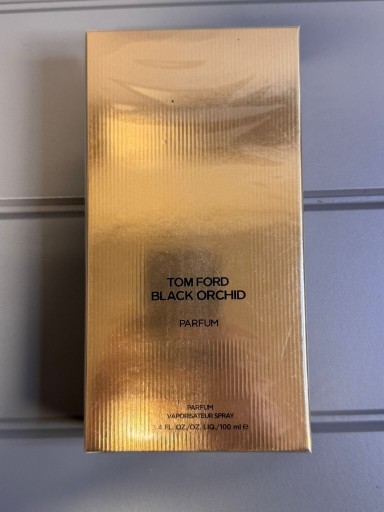 TOM FORD
BLACK ORCHID
PARFUM
PARFUM
VAPORISATEUR SPRAY
3.4 FL. OZ./OZ. LIQ./100 ml ℮